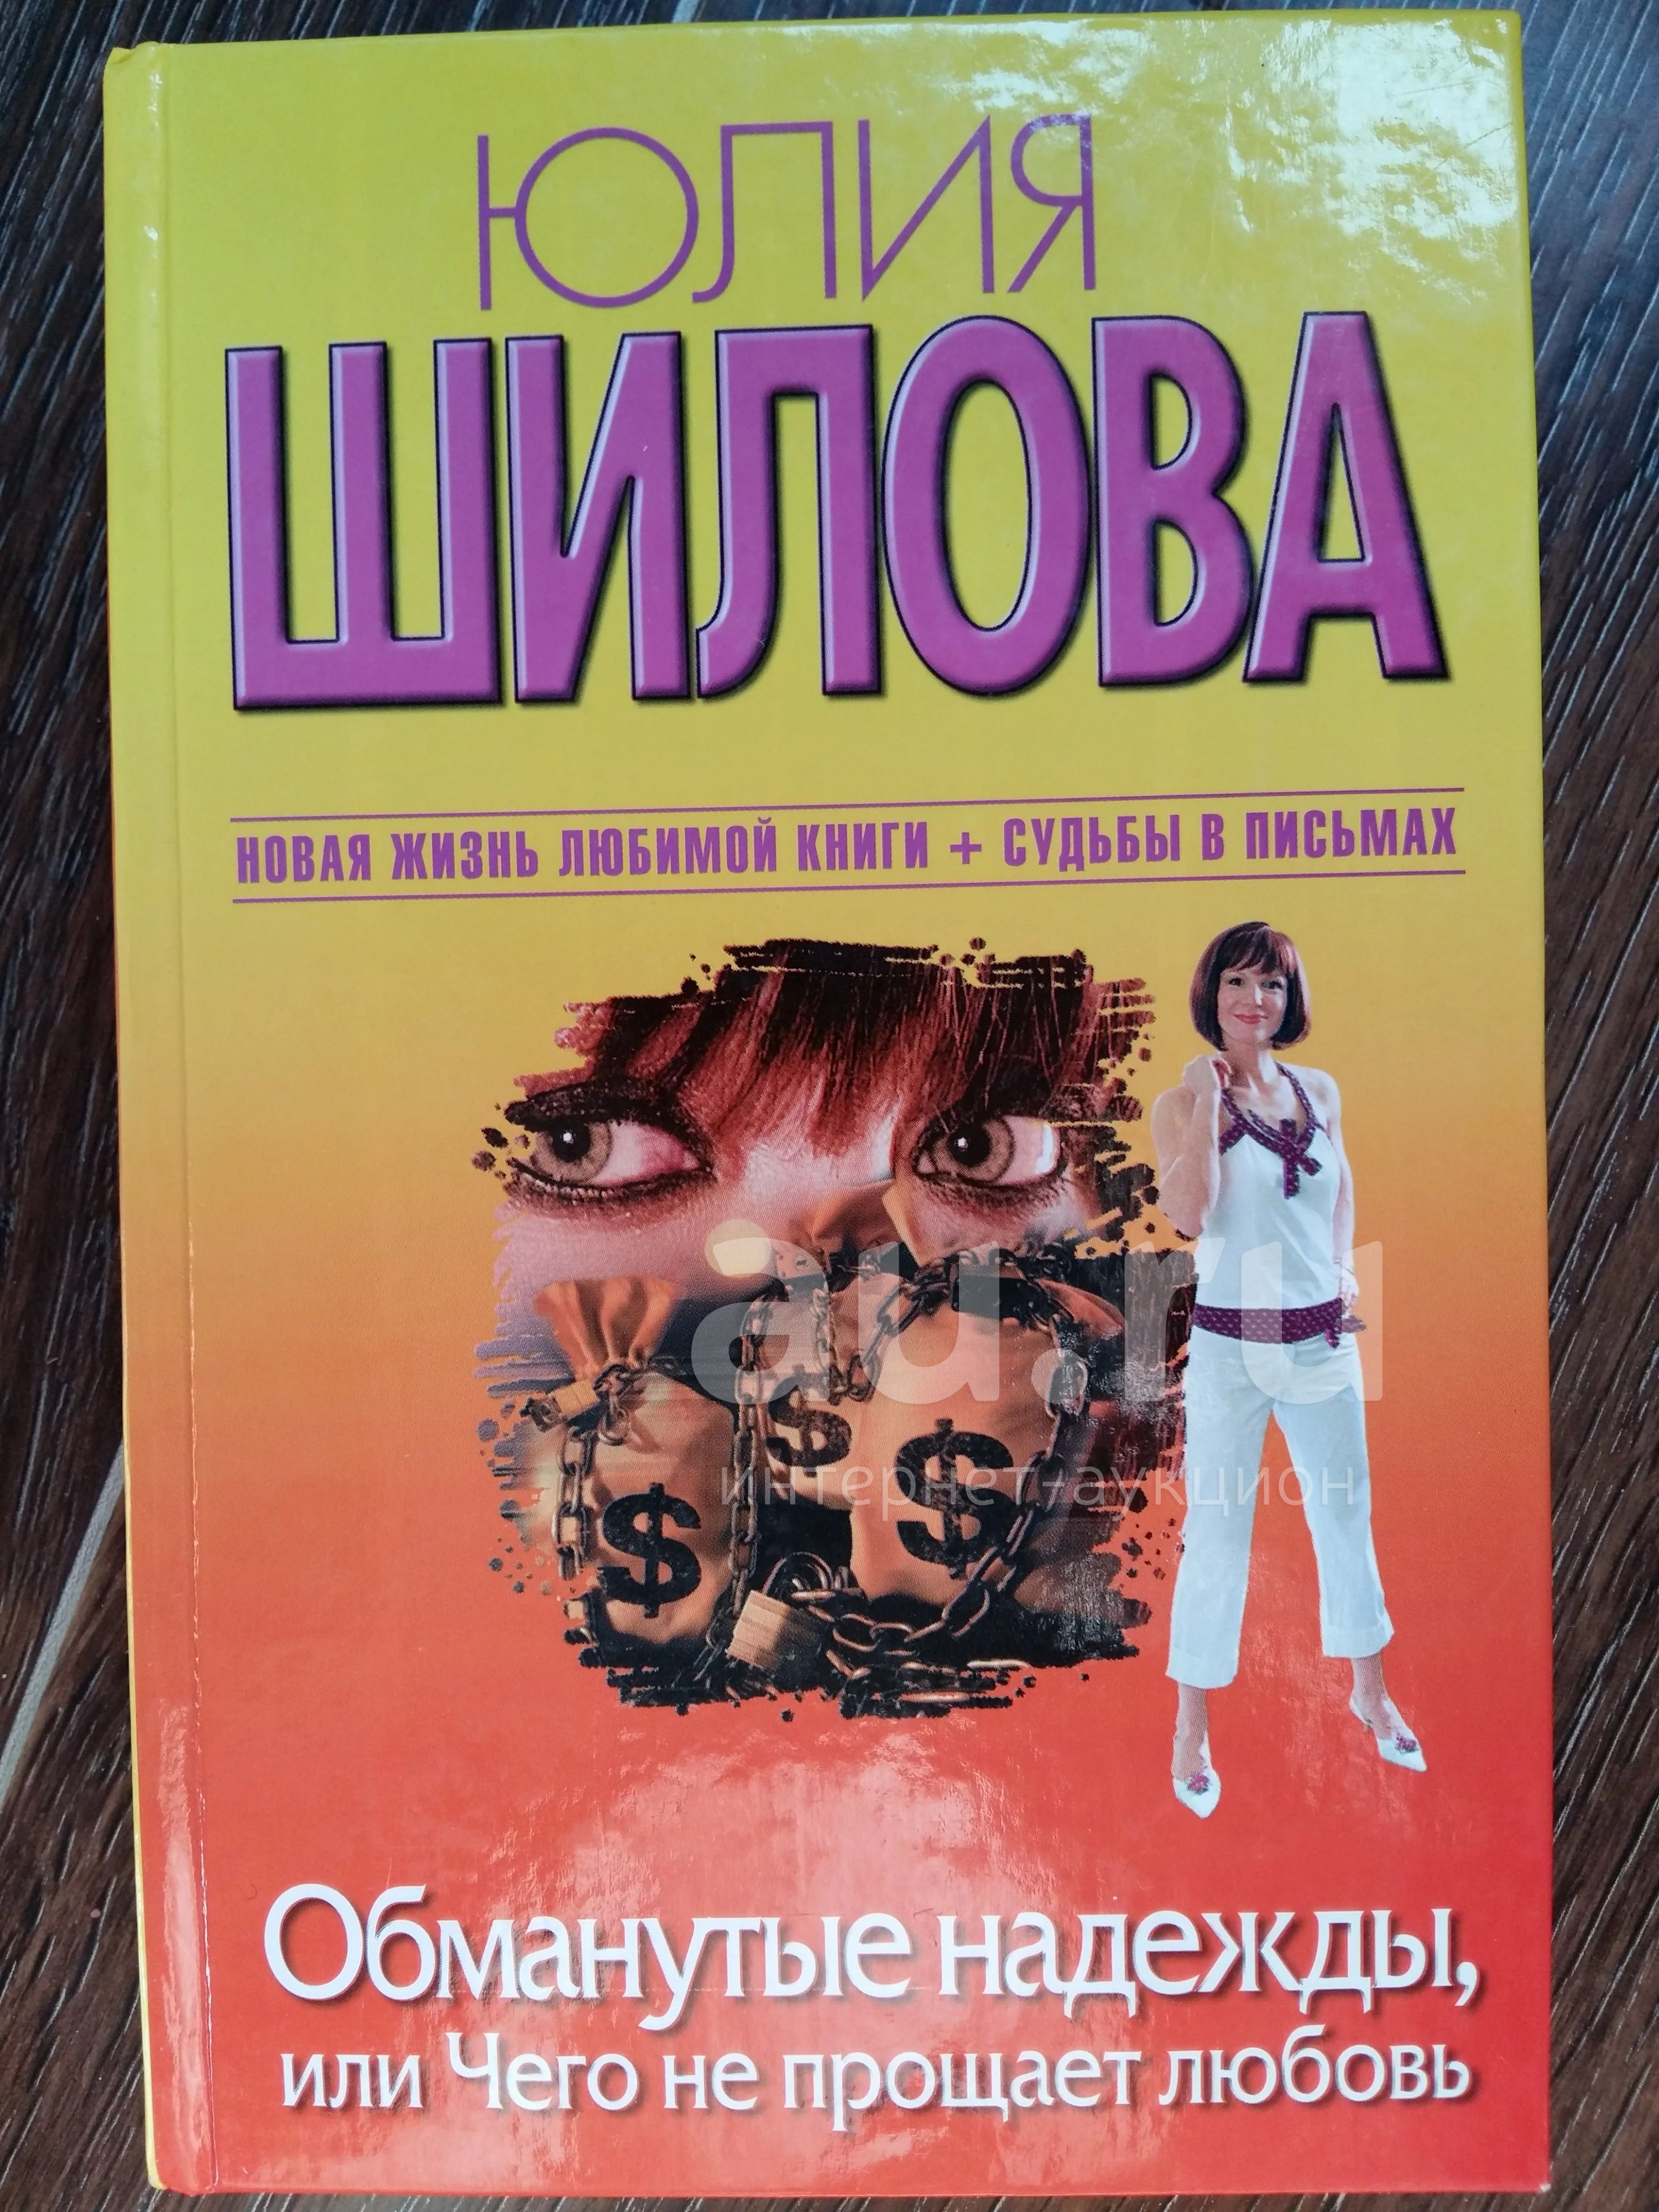 ЮЛИЯ
ШИЛОВА
НОВАЯ ЖИЗНЬ ЛЮБИМОЙ КНИГИ + СУДЬБЫ В ПИСЬМАХ
au.ru
$
$
$
интернет-аукцион
Обманутые надежды,
или Чего не прощает любовь